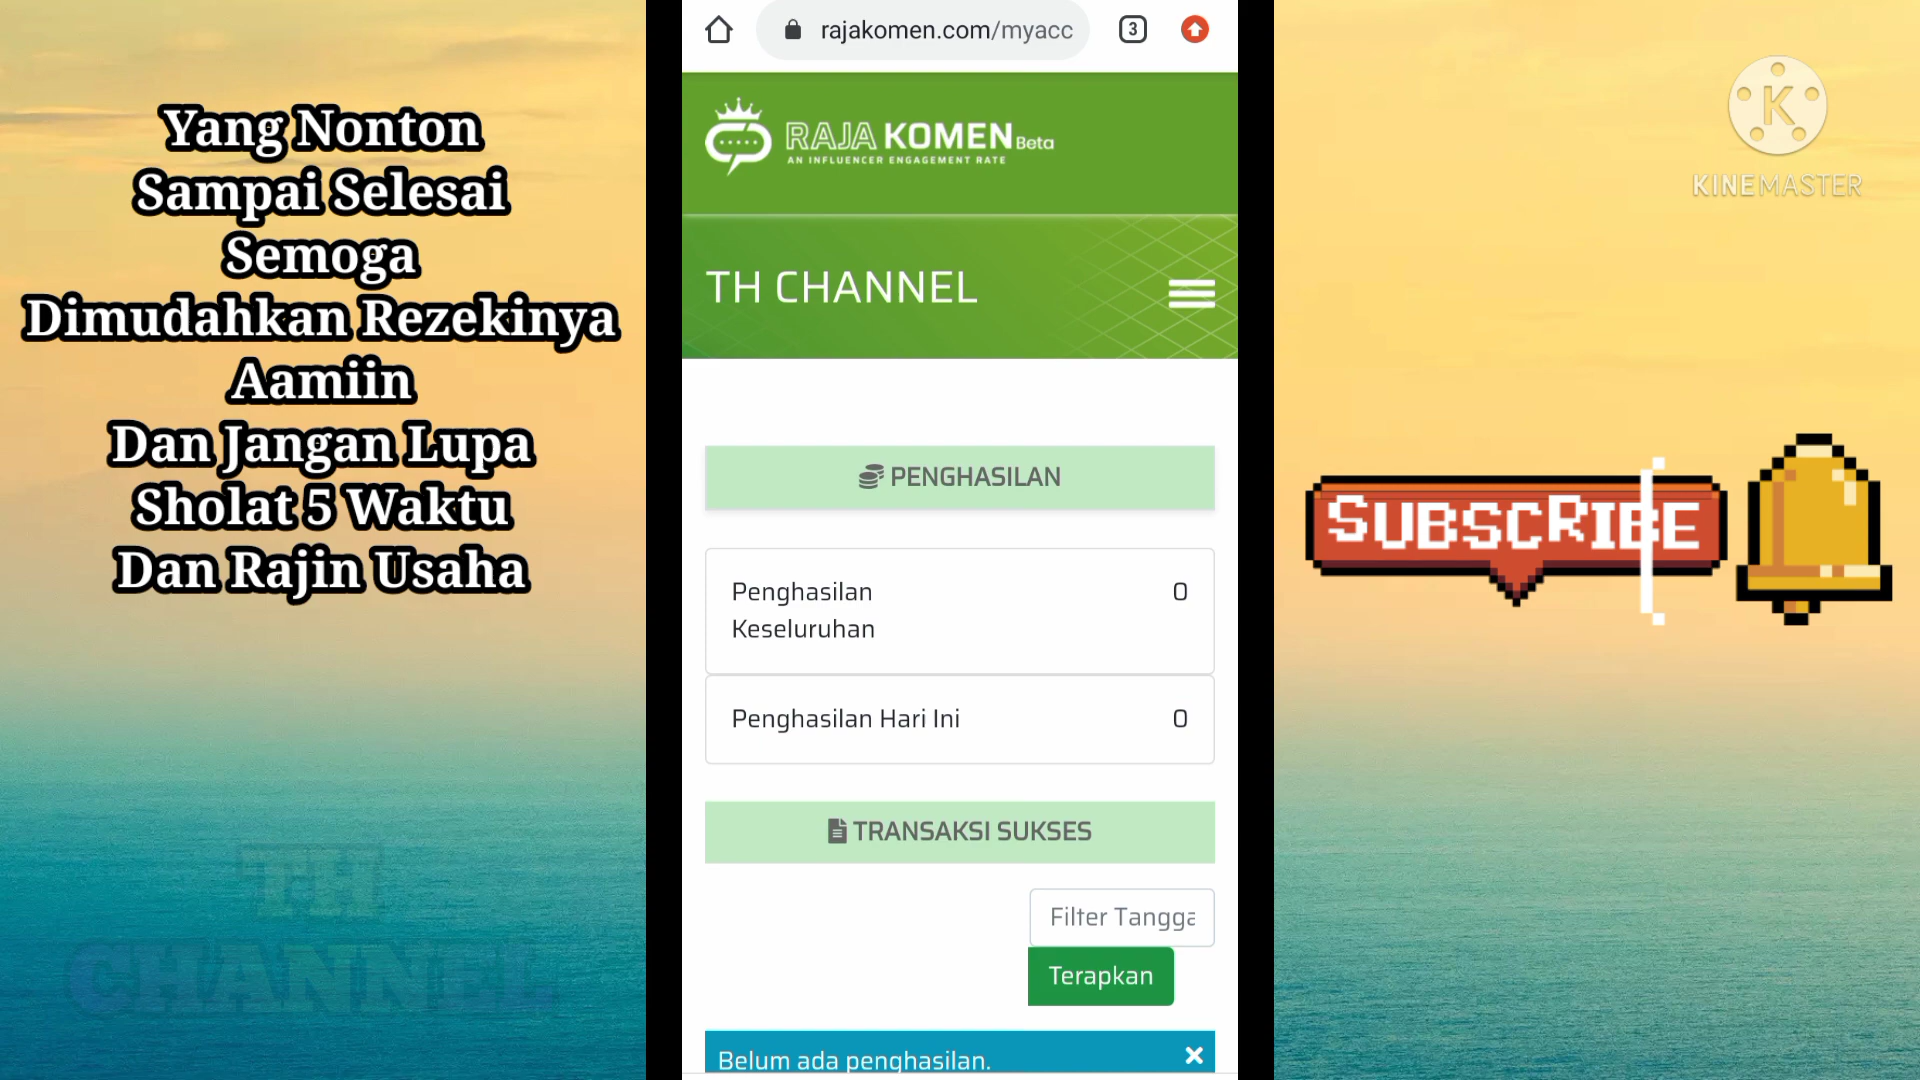 Yang Nonton
Sampai Selesai
Semoga
Dimudahkan Rezekinya
Aamiin
Dan Jangan Lupa
Sholat 5 Waktu
Dan Rajin Usaha
TH
CHANNEL
rajakomen.com/myacc
3
RAJA KOMEN Beta
AN INFLUENCER ENGAGEMENT RATE
TH CHANNEL
PENGHASILAN
Penghasilan Keseluruhan 0
Penghasilan Hari Ini 0
TRANSAKSI SUKSES
Filter Tangga
Terapkan
Belum ada penghasilan.
K
KINEMASTER
SUBSCRIBE